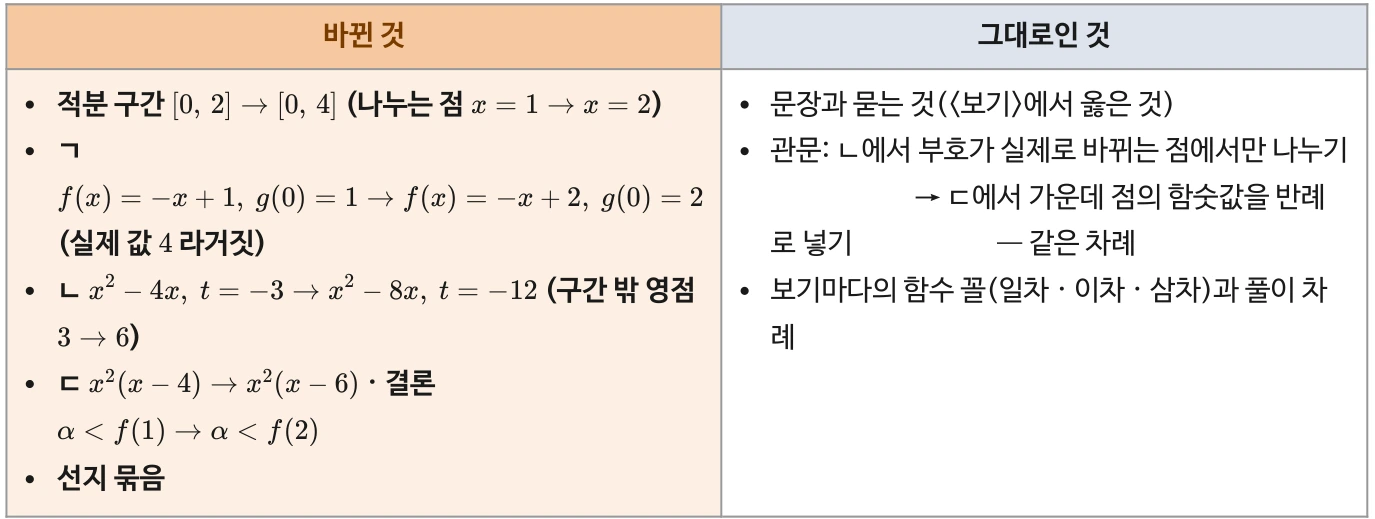 바뀐 것
• 적분 구간 [0, 2] → [0, 4] (나누는 점 x = 1 → x = 2)
• ㄱ
f(x) = −x + 1, g(0) = 1 → f(x) = −x + 2, g(0) = 2
(실제 값 4 라 거짓)
• ㄴ x² − 4x, t = −3 → x² − 8x, t = −12 (구간 밖 영점
3 → 6)
• ㄷ x²(x − 4) → x²(x − 6) · 결론
α < f(1) → α < f(2)
• 선지 묶음
그대로인 것
• 문장과 묻는 것(〈보기〉에서 옳은 것)
• 관문: ㄴ에서 부호가 실제로 바뀌는 점에서만 나누기
→ ㄷ에서 가운데 점의 함숫값을 반례
로 넣기 — 같은 차례
• 보기마다의 함수 꼴(일차 · 이차 · 삼차)과 풀이 차
례